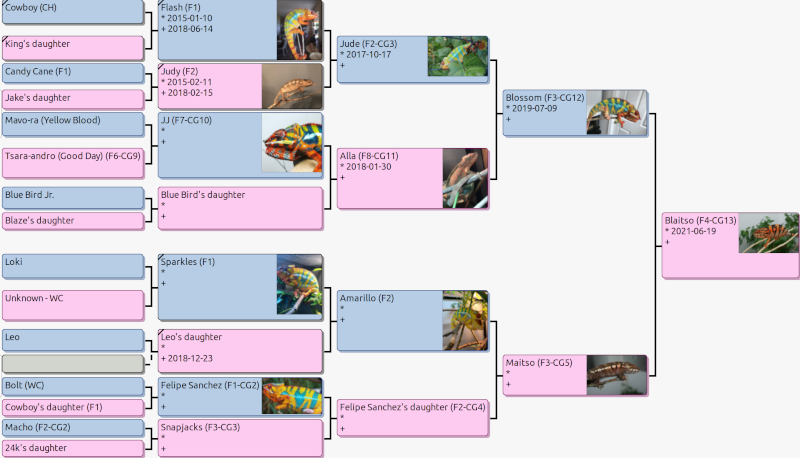 Cowboy (CH)
King's daughter
Candy Cane (F1)
Jake's daughter
Mavo-ra (Yellow Blood)
Tsara-andro (Good Day) (F6-CG9)
Blue Bird Jr.
Blaze's daughter
Loki
Unknown - WC
Leo
Bolt (WC)
Cowboy's daughter (F1)
Macho (F2-CG2)
24k's daughter
Flash (F1)
* 2015-01-10
+ 2018-06-14
Judy (F2)
* 2015-02-11
+ 2018-02-15
JJ (F7-CG10)
*
+
Blue Bird's daughter
*
+
Sparkles (F1)
*
+
Leo's daughter
*
+ 2018-12-23
Felipe Sanchez (F1-CG2)
*
+
Snapjacks (F3-CG3)
*
+
Jude (F2-CG3)
* 2017-10-17
+
Alla (F8-CG11)
* 2018-01-30
+
Amarillo (F2)
*
+
Felipe Sanchez's daughter (F2-CG4)
*
+
Blossom (F3-CG12)
* 2019-07-09
+
Maitso (F3-CG5)
*
+
Blaitso (F4-CG13)
* 2021-06-19
+